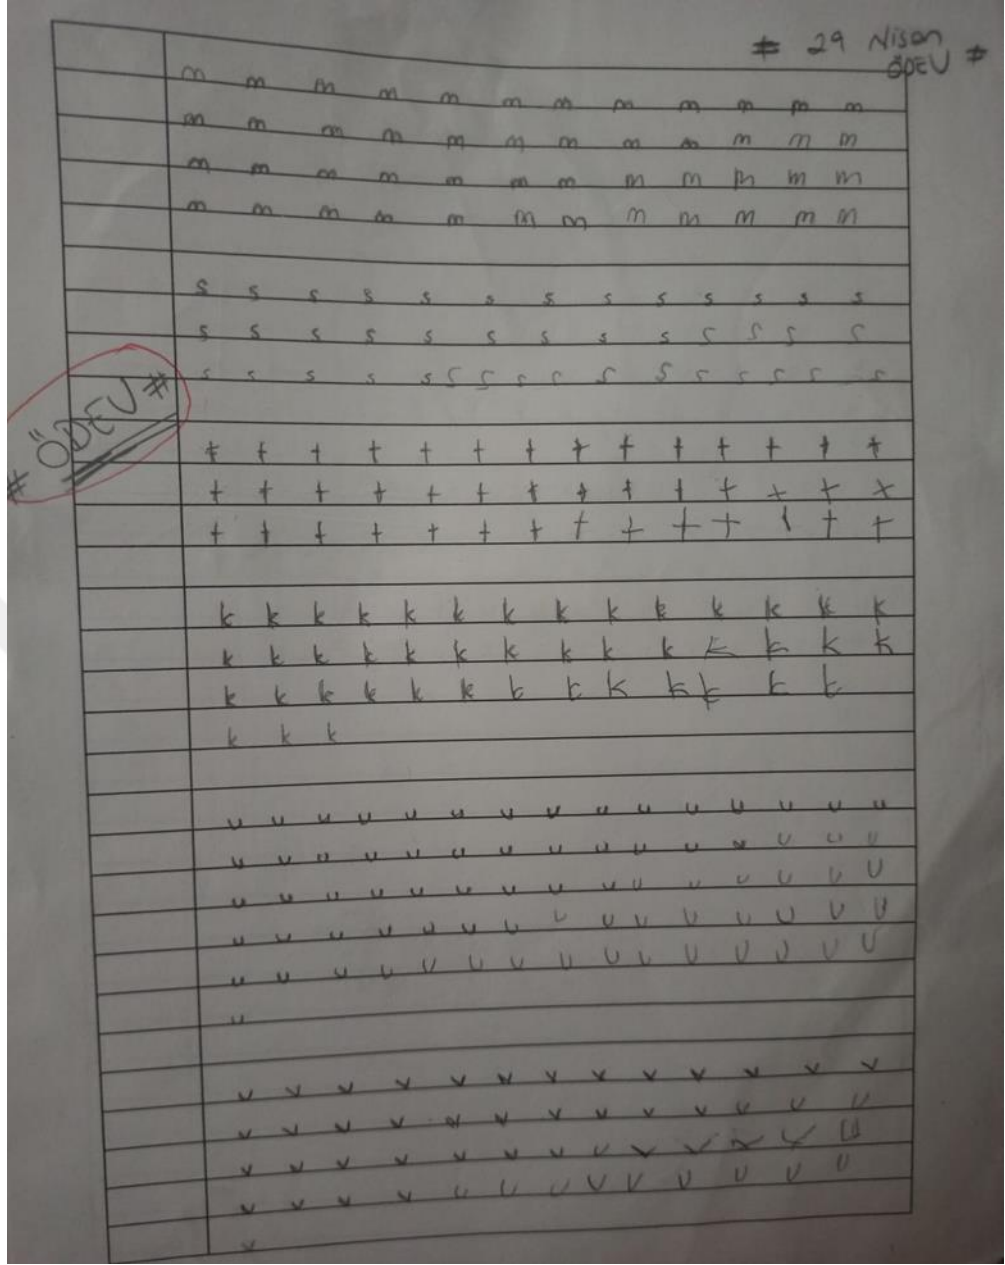 # 29 Nisan
ÖDEV #
m m m m m m m m m m m m
m m m m m m m m m m m m
m m m m m m m m m m m m
m m m m m m m m m m m m
s s s s s s s s s s s s s
s s s s s s s s s s s s s
s s s s s s s s s s s s s s s s
# ÖDEV #
t t t t t t t t t t t t t t
t t t t t t t t t t t t t t
t t t t t t t t t t t t t t
k k k k k k k k k k k k k k
k k k k k k k k k k k k k k
k k k k k k k k k k k k k
k k k
u u u u u u u u u u u u u u u
u u u u u u u u u u u u u u u
u u u u u u u u u u u u u u u
u u u u u u u u u u u u u u u
u u u u u u u u u u u u u u u
u
v v v v v v v v v v v v v
v v v v v v v v v v v v v
v v v v v v v v v v v v v
v v v v v v v v v v v v v
v